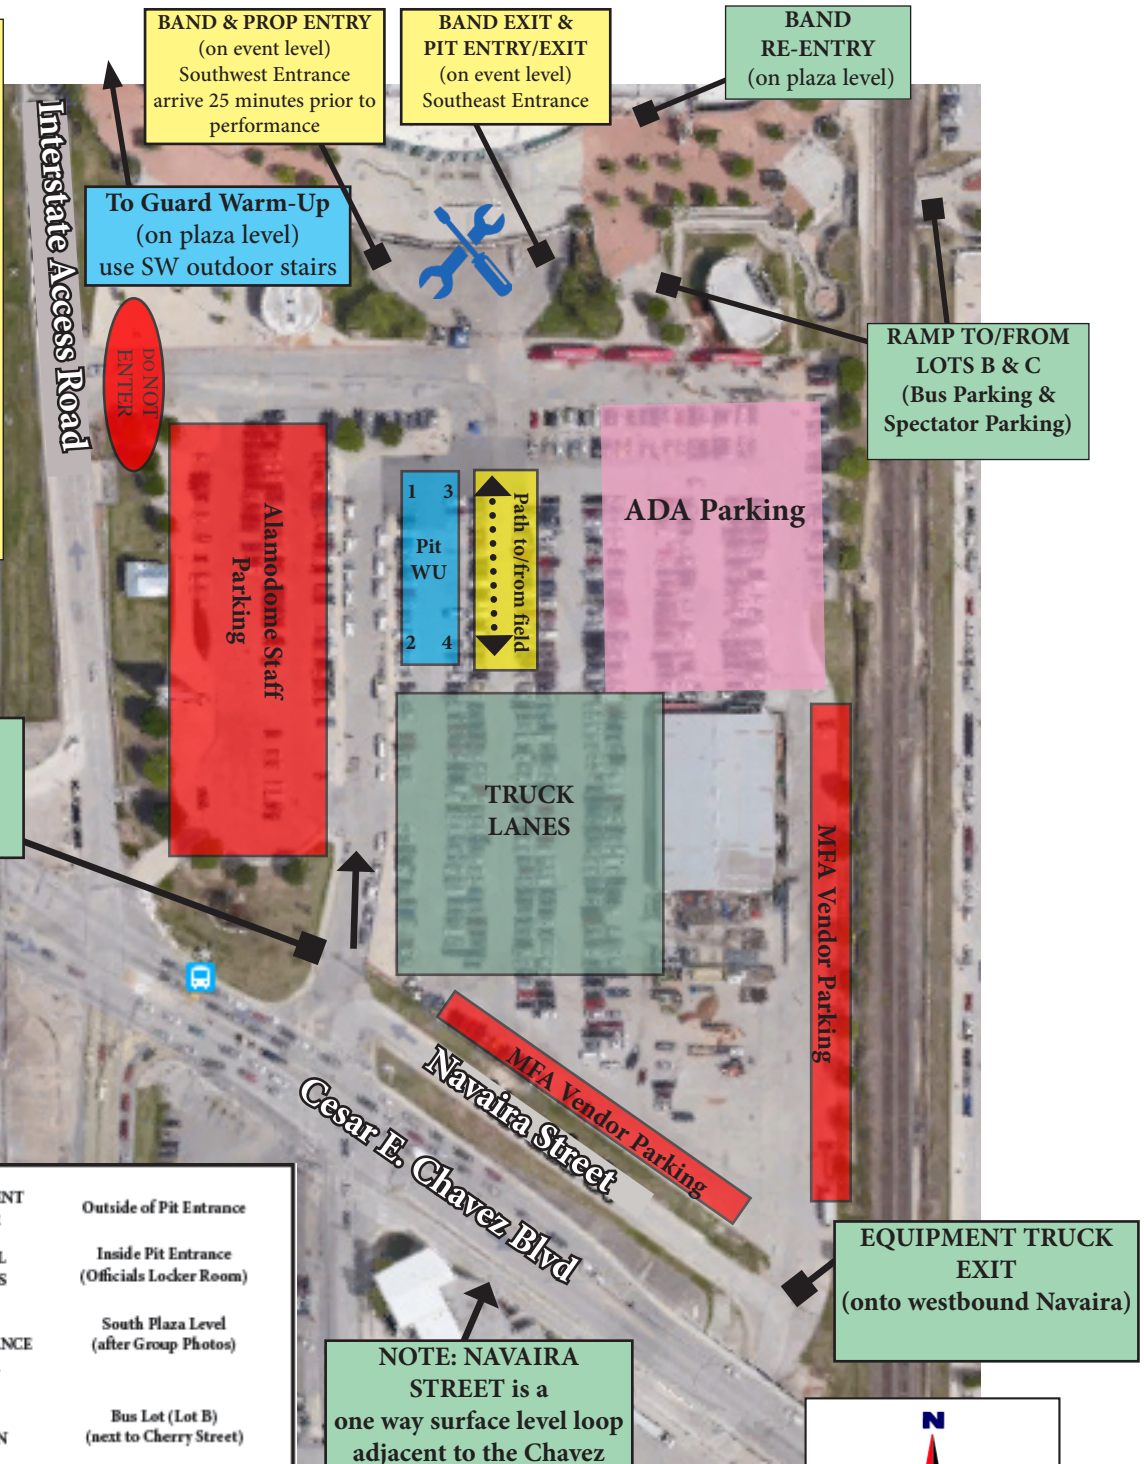 BAND & PROP ENTRY
(on event level)
Southwest Entrance
arrive 25 minutes prior to
performance
BAND EXIT &
PIT ENTRY/EXIT
(on event level)
Southeast Entrance
BAND
RE-ENTRY
(on plaza level)
To Guard Warm-Up
(on plaza level)
use SW outdoor stairs
Interstate Access Road
DO NOT
ENTER
RAMP TO/FROM
LOTS B & C
(Bus Parking &
Spectator Parking)
Alamodome Staff
Parking
1 3
Pit
WU
2 4
Path to/from field
ADA Parking
TRUCK
LANES
MFA Vendor Parking
MFA Vendor Parking
Navaira Street
Cesar E. Chavez Blvd
EQUIPMENT TRUCK
EXIT
(onto westbound Navaira)
NOTE: NAVAIRA
STREET is a
one way surface level loop
adjacent to the Chavez
Outside of Pit Entrance
Inside Pit Entrance
(Officials Locker Room)
South Plaza Level
(after Group Photos)
Bus Lot (Lot B)
(next to Cherry Street)
N